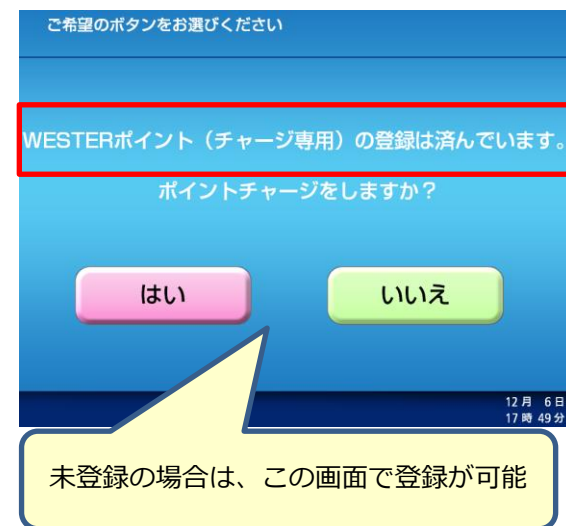 ご希望のボタンをお選びください
WESTERポイント（チャージ専用）の登録は済んでいます。
ポイントチャージをしますか？
はい
いいえ
12月 6日
17時 49分
未登録の場合は、この画面で登録が可能